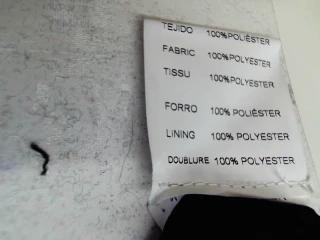 TEJIDO 100%POLIÉSTER
FABRIC 100%POLYESTER
TISSU 100%POLYESTER
FORRO 100% POLIÉSTER
LINING 100% POLYESTER
DOUBLURE 100% POLYESTER